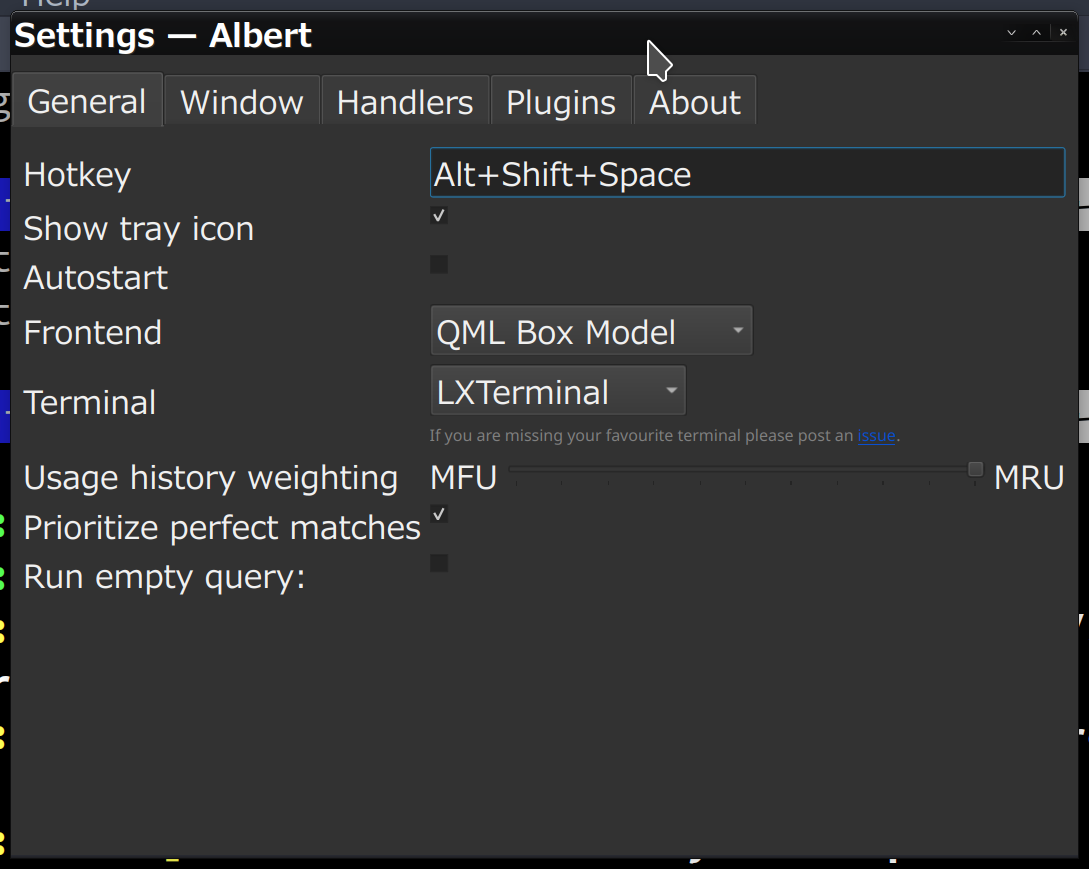 Help
Settings — Albert
General Window Handlers Plugins About
Hotkey Alt+Shift+Space
Show tray icon
Autostart
Frontend QML Box Model
Terminal LXTerminal
If you are missing your favourite terminal please post an issue.
Usage history weighting MFU MRU
Prioritize perfect matches
Run empty query: